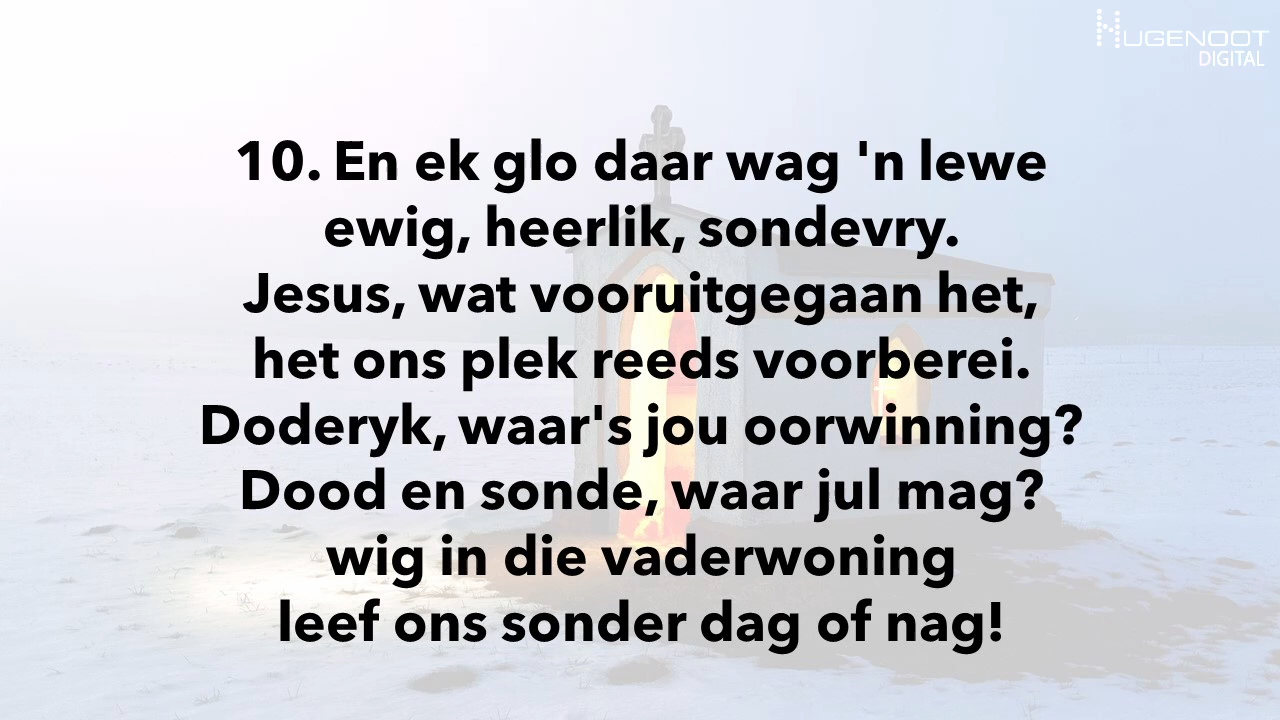 HUGENOOT
DIGITAL
10. En ek glo daar wag 'n lewe
ewig, heerlik, sondevry.
Jesus, wat vooruitgegaan het,
het ons plek reeds voorberei.
Doderyk, waar's jou oorwinning?
Dood en sonde, waar jul mag?
wig in die vaderwoning
leef ons sonder dag of nag!